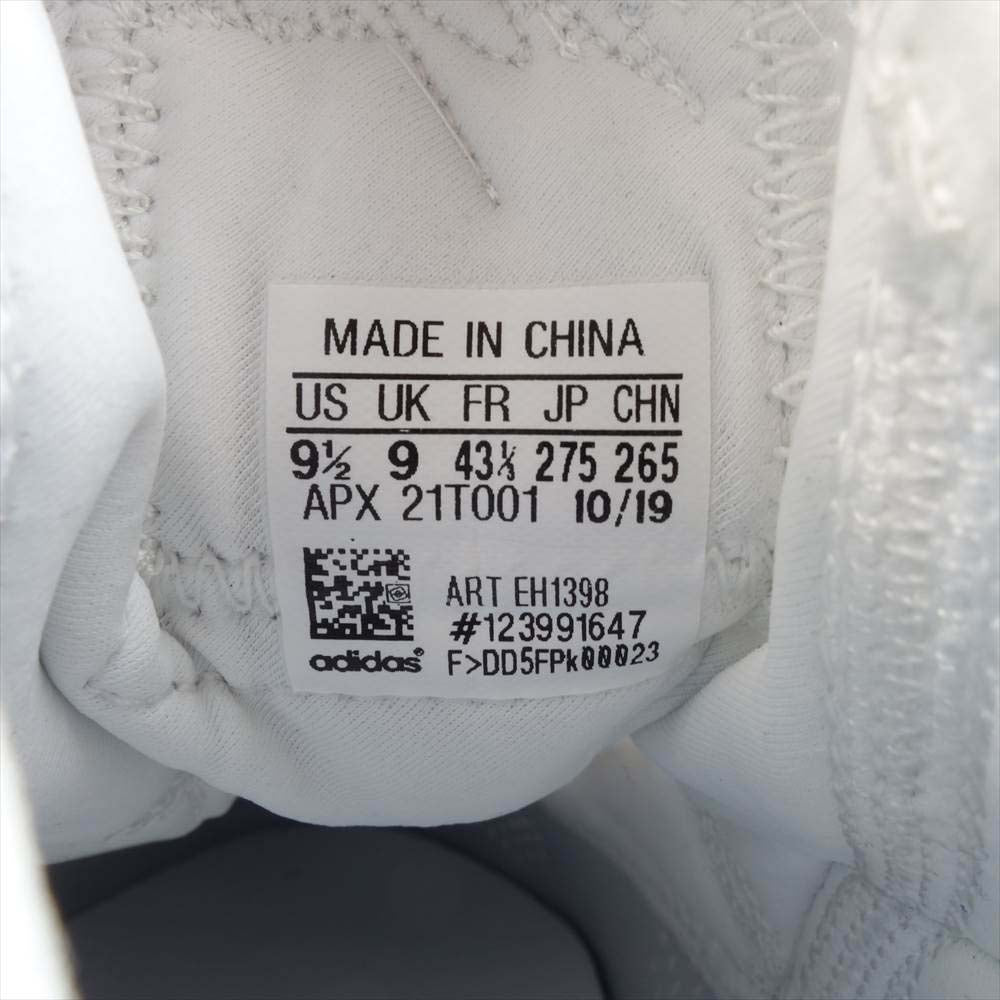 MADE IN CHINA
US UK FR JP CHN
9½ 9 43⅓ 275 265
APX 21T001 10/19
ART EH1398
#123991647
adidas® F>DD5FPk00023